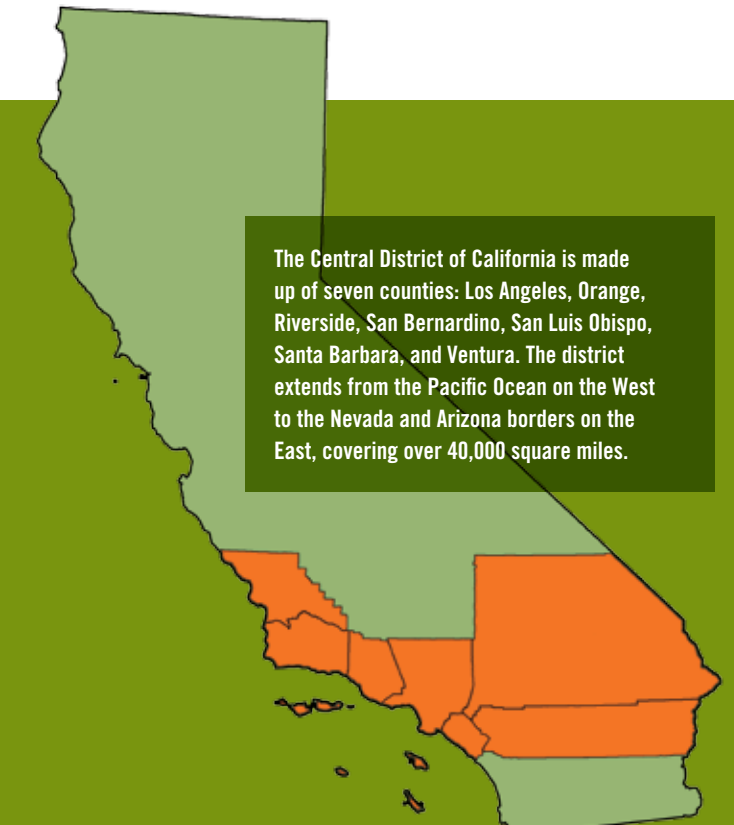 The Central District of California is made
up of seven counties: Los Angeles, Orange,
Riverside, San Bernardino, San Luis Obispo,
Santa Barbara, and Ventura. The district
extends from the Pacific Ocean on the West
to the Nevada and Arizona borders on the
East, covering over 40,000 square miles.